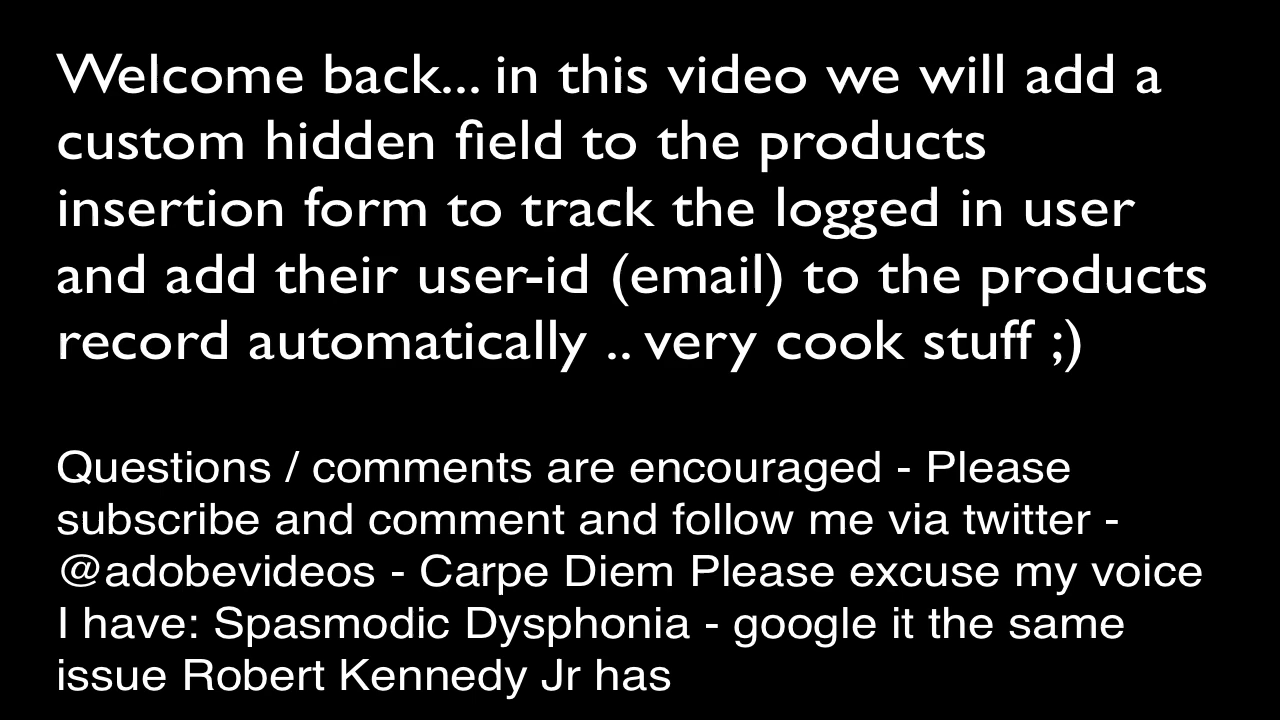 Welcome back... in this video we will add a
custom hidden field to the products
insertion form to track the logged in user
and add their user-id (email) to the products
record automatically .. very cook stuff ;)
Questions / comments are encouraged - Please
subscribe and comment and follow me via twitter -
@adobevideos - Carpe Diem Please excuse my voice
I have: Spasmodic Dysphonia - google it the same
issue Robert Kennedy Jr has